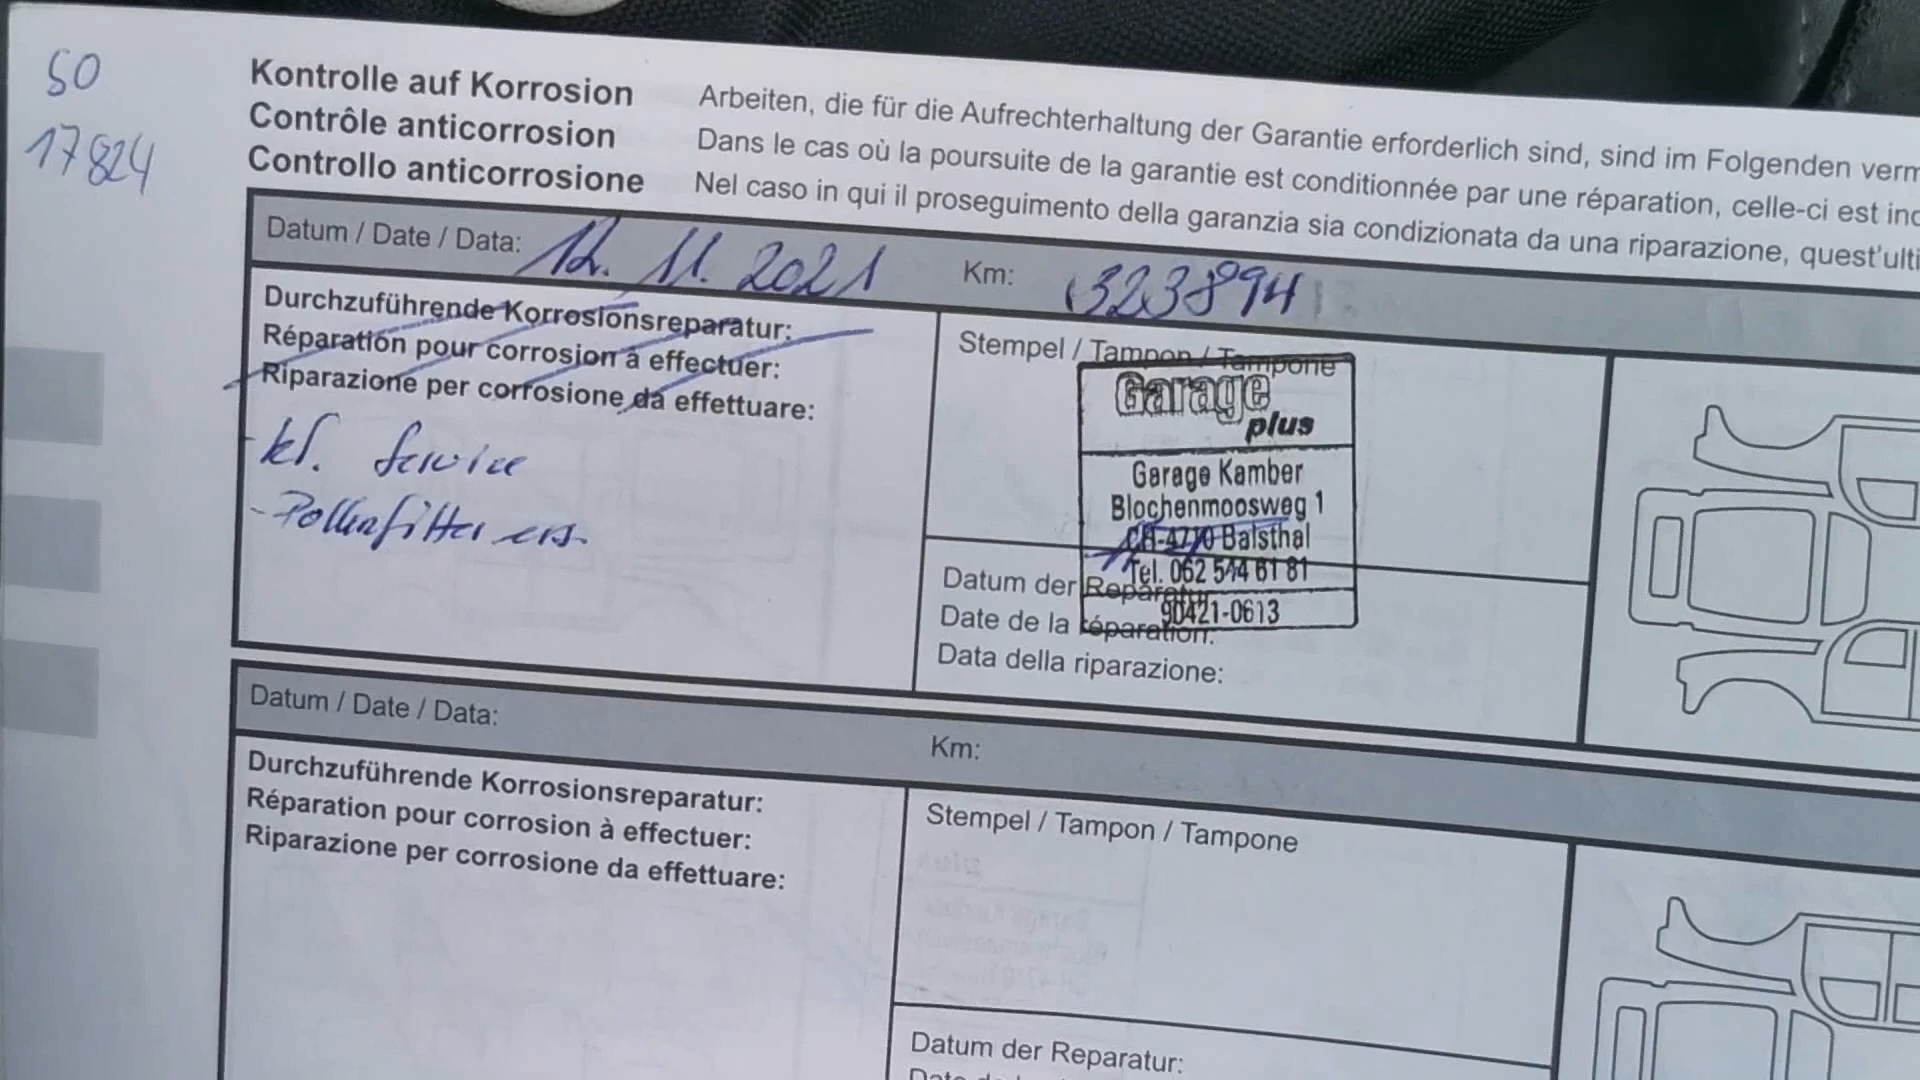 SO
17824
Kontrolle auf Korrosion
Contrôle anticorrosion
Controllo anticorrosione
Arbeiten, die für die Aufrechterhaltung der Garantie erforderlich sind, sind im Folgenden verm
Dans le cas où la poursuite de la garantie est conditionnée par une réparation, celle-ci est ind
Nel caso in qui il proseguimento della garanzia sia condizionata da una riparazione, quest'ulti
Datum / Date / Data: 12. 11. 2021 Km: 323894
Durchzuführende Korrosionsreparatur:
Réparation pour corrosion à effectuer:
Riparazione per corrosione da effettuare:
- kl. Service
- Pollenfilter ers.
Stempel / Tampon / Tampone
Garage
plus
Garage Kamber
Blochenmoosweg 1
CH-4710 Balsthal
Tel. 062 544 61 81
90421-0613
Datum der Reparatur:
Date de la réparation:
Data della riparazione:
Datum / Date / Data: Km:
Durchzuführende Korrosionsreparatur:
Réparation pour corrosion à effectuer:
Riparazione per corrosione da effettuare:
Stempel / Tampon / Tampone
Datum der Reparatur: